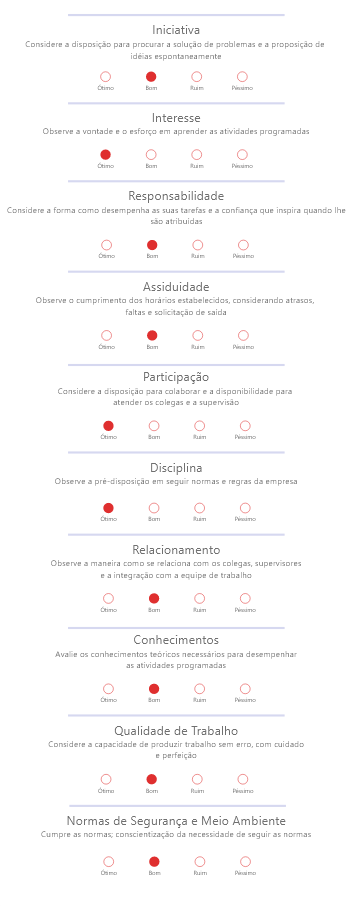 Iniciativa
Considere a disposição para procurar a solução de problemas e a proposição de
idéias espontaneamente
Ótimo Bom Ruim Péssimo
Interesse
Observe a vontade e o esforço em aprender as atividades programadas
Ótimo Bom Ruim Péssimo
Responsabilidade
Considere a forma como desempenha as suas tarefas e a confiança que inspira quando lhe
são atribuídas
Ótimo Bom Ruim Péssimo
Assiduidade
Observe o cumprimento dos horários estabelecidos, considerando atrasos,
faltas e solicitação de saída
Ótimo Bom Ruim Péssimo
Participação
Considere a disposição para colaborar e a disponibilidade para
atender os colegas e a supervisão
Ótimo Bom Ruim Péssimo
Disciplina
Observe a pré-disposição em seguir normas e regras da empresa
Ótimo Bom Ruim Péssimo
Relacionamento
Observe a maneira como se relaciona com os colegas, supervisores
e a integração com a equipe de trabalho
Ótimo Bom Ruim Péssimo
Conhecimentos
Avalie os conhecimentos teóricos necessários para desempenhar
as atividades programadas
Ótimo Bom Ruim Péssimo
Qualidade de Trabalho
Considere a capacidade de produzir trabalho sem erro, com cuidado
e perfeição
Ótimo Bom Ruim Péssimo
Normas de Segurança e Meio Ambiente
Cumpre as normas; conscientização da necessidade de seguir as normas
Ótimo Bom Ruim Péssimo